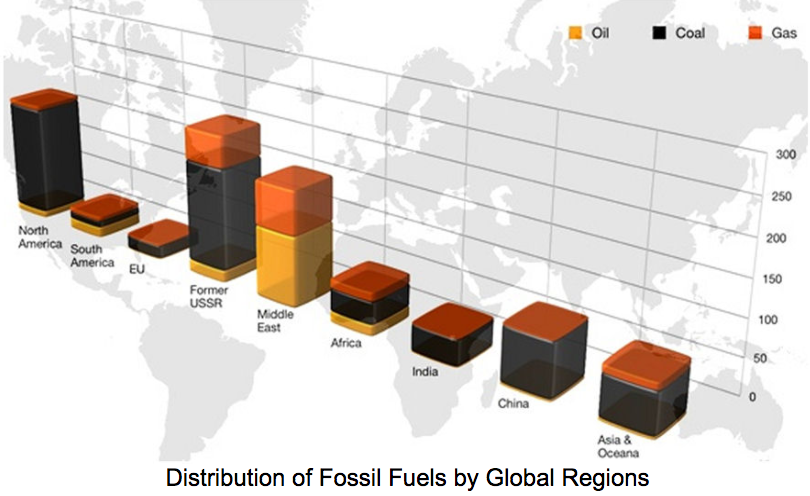 Oil Coal Gas
300
250
200
150
100
50
0
North
America
South
America
EU
Former
USSR
Middle
East
Africa
India
China
Asia &
Oceana
Distribution of Fossil Fuels by Global Regions